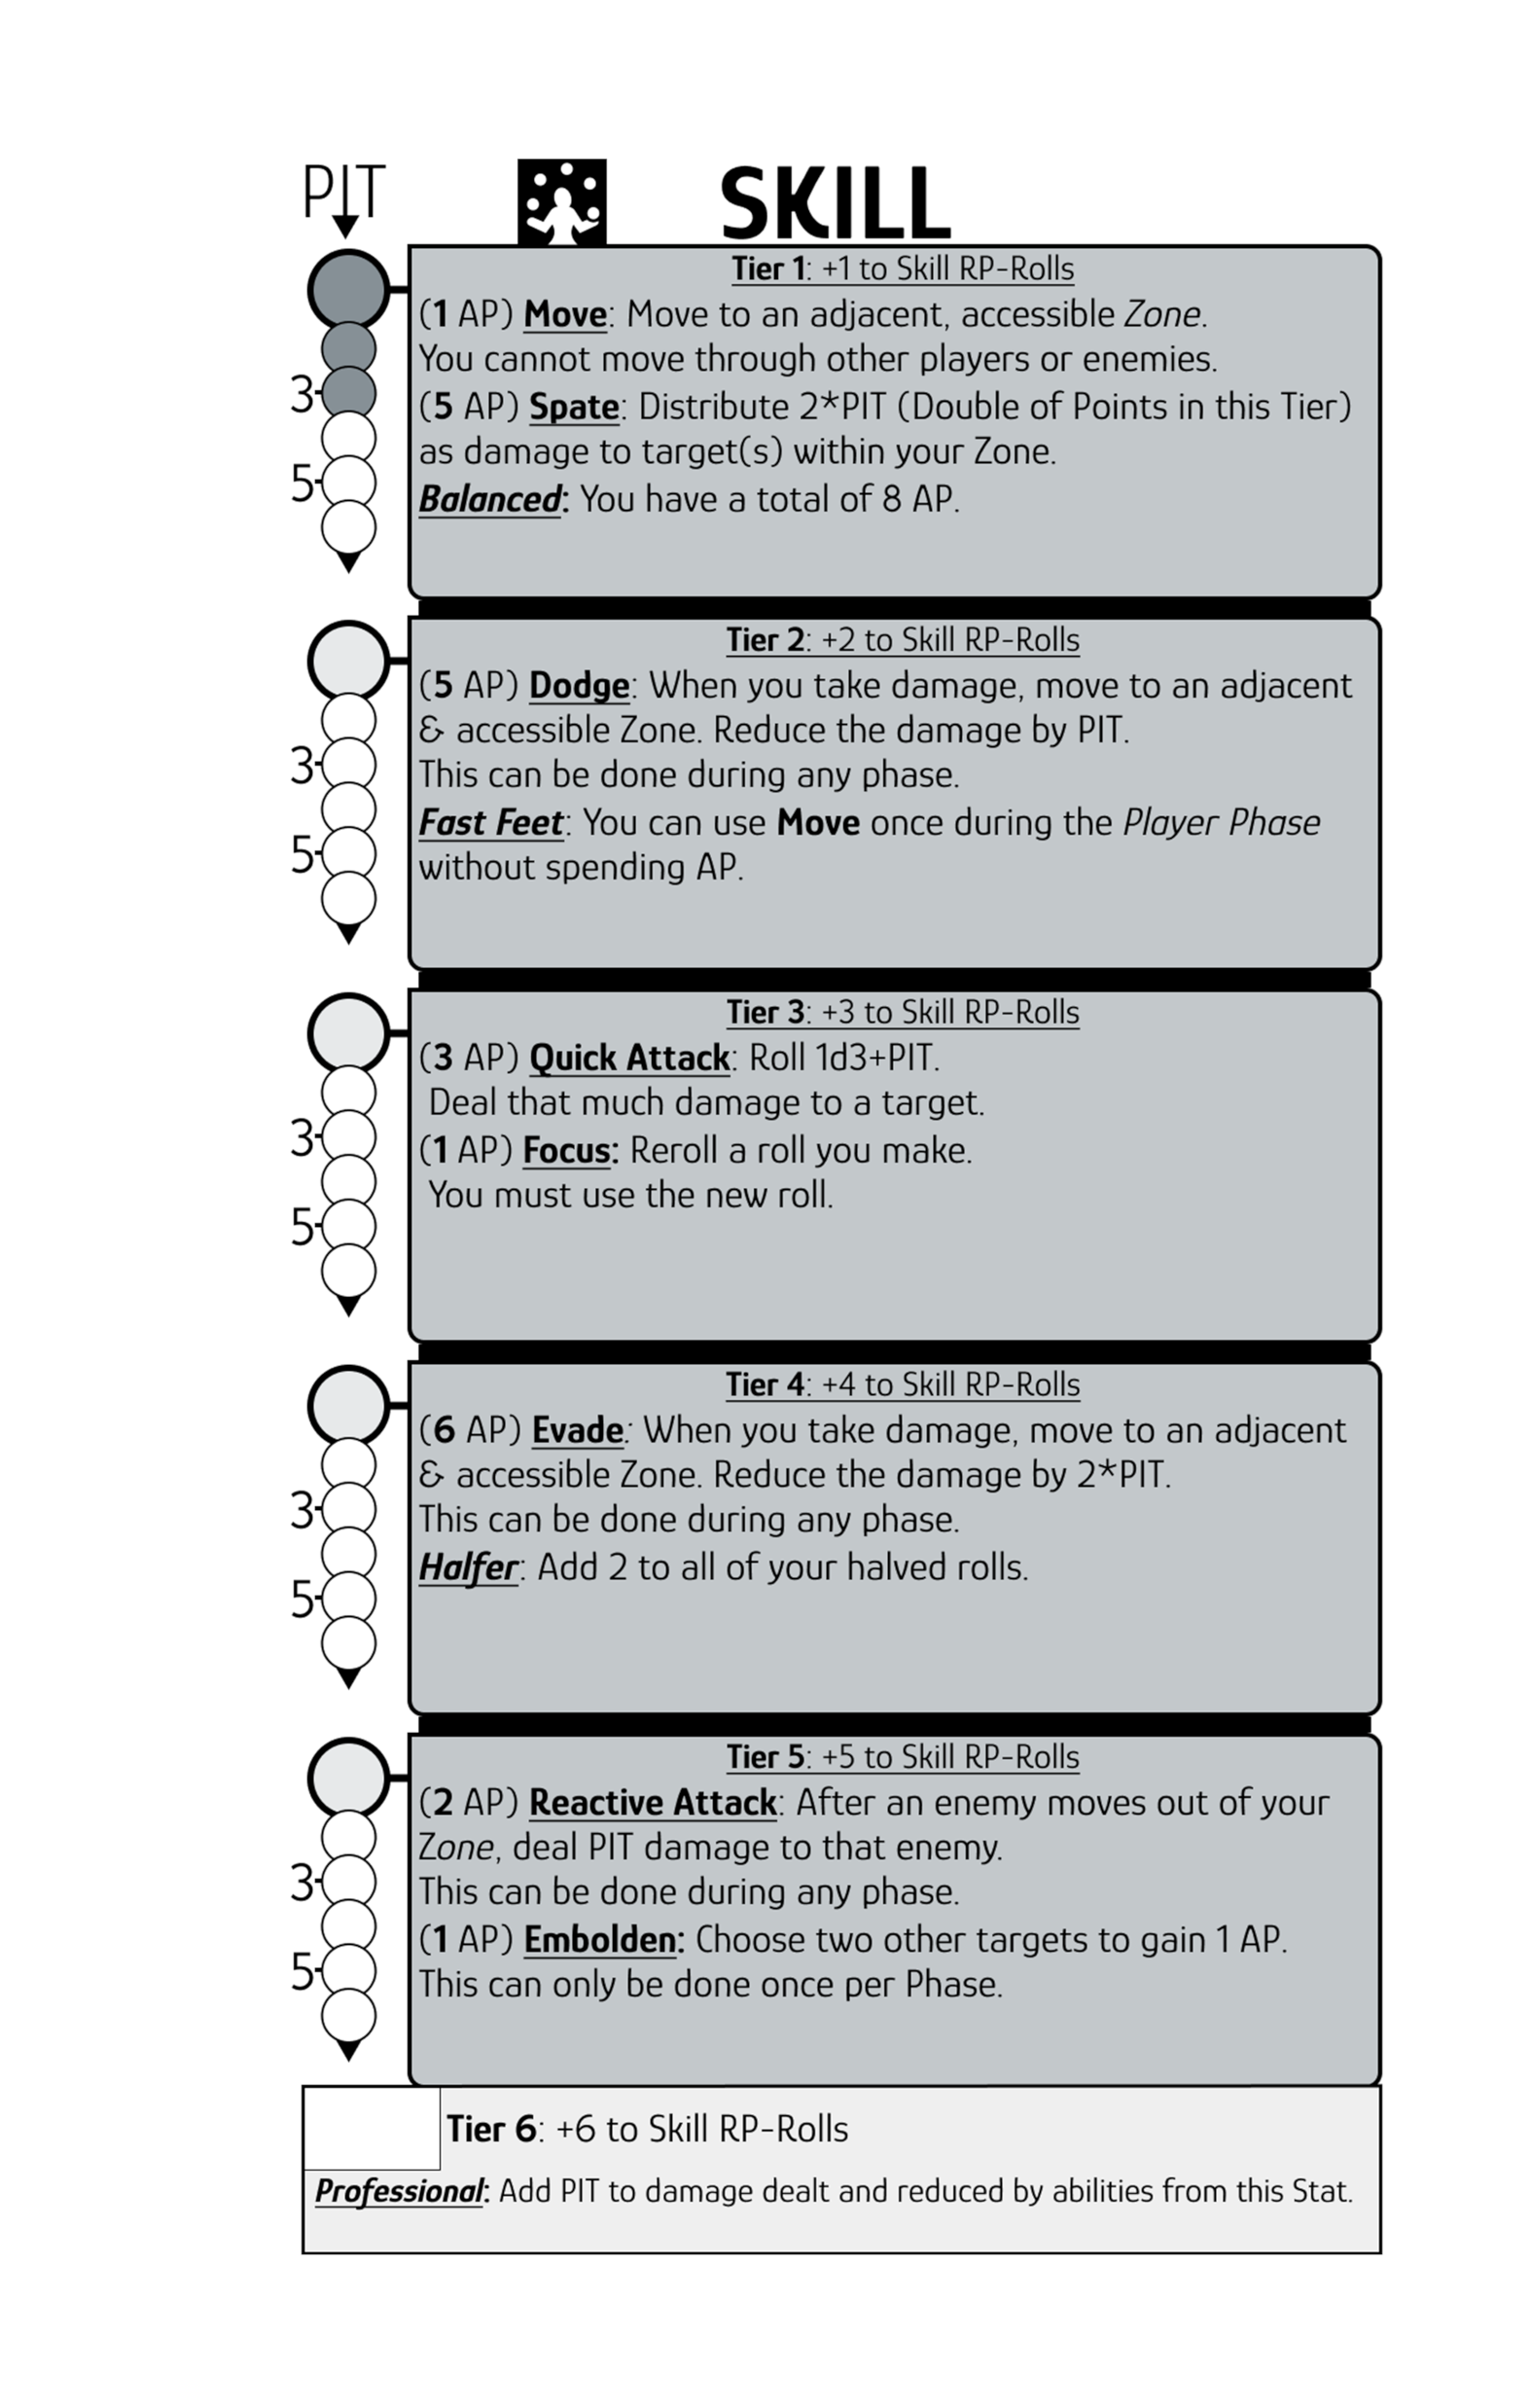 PIT
SKILL
Tier 1: +1 to Skill RP-Rolls
(1 AP) Move: Move to an adjacent, accessible Zone.
You cannot move through other players or enemies.
3
(5 AP) Spate: Distribute 2*PIT (Double of Points in this Tier)
as damage to target(s) within your Zone.
5
Balanced: You have a total of 8 AP.
Tier 2: +2 to Skill RP-Rolls
(5 AP) Dodge: When you take damage, move to an adjacent
& accessible Zone. Reduce the damage by PIT.
3
This can be done during any phase.
Fast Feet: You can use Move once during the Player Phase
5
without spending AP.
Tier 3: +3 to Skill RP-Rolls
(3 AP) Quick Attack: Roll 1d3+PIT.
Deal that much damage to a target.
3
(1 AP) Focus: Reroll a roll you make.
You must use the new roll.
5
Tier 4: +4 to Skill RP-Rolls
(6 AP) Evade: When you take damage, move to an adjacent
& accessible Zone. Reduce the damage by 2*PIT.
3
This can be done during any phase.
Halfer: Add 2 to all of your halved rolls.
5
Tier 5: +5 to Skill RP-Rolls
(2 AP) Reactive Attack: After an enemy moves out of your
Zone, deal PIT damage to that enemy.
3
This can be done during any phase.
(1 AP) Embolden: Choose two other targets to gain 1 AP.
5
This can only be done once per Phase.
Tier 6: +6 to Skill RP-Rolls
Professional: Add PIT to damage dealt and reduced by abilities from this Stat.